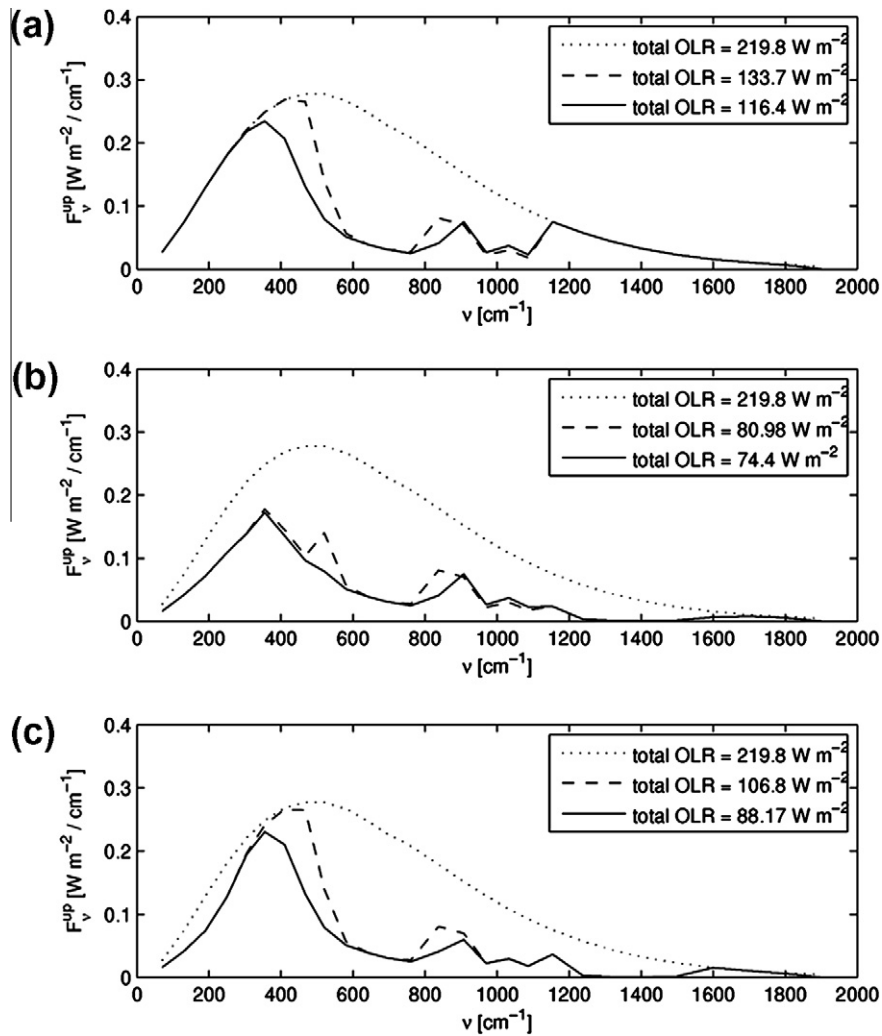 (a)
0.4
0.3
0.2
0.1
0
F_ν^up [W m⁻² / cm⁻¹]
total OLR = 219.8 W m⁻²
total OLR = 133.7 W m⁻²
total OLR = 116.4 W m⁻²
0 200 400 600 800 1000 1200 1400 1600 1800 2000
ν [cm⁻¹]
(b)
0.4
0.3
0.2
0.1
0
F_ν^up [W m⁻² / cm⁻¹]
total OLR = 219.8 W m⁻²
total OLR = 80.98 W m⁻²
total OLR = 74.4 W m⁻²
0 200 400 600 800 1000 1200 1400 1600 1800 2000
ν [cm⁻¹]
(c)
0.4
0.3
0.2
0.1
0
F_ν^up [W m⁻² / cm⁻¹]
total OLR = 219.8 W m⁻²
total OLR = 106.8 W m⁻²
total OLR = 88.17 W m⁻²
0 200 400 600 800 1000 1200 1400 1600 1800 2000
ν [cm⁻¹]